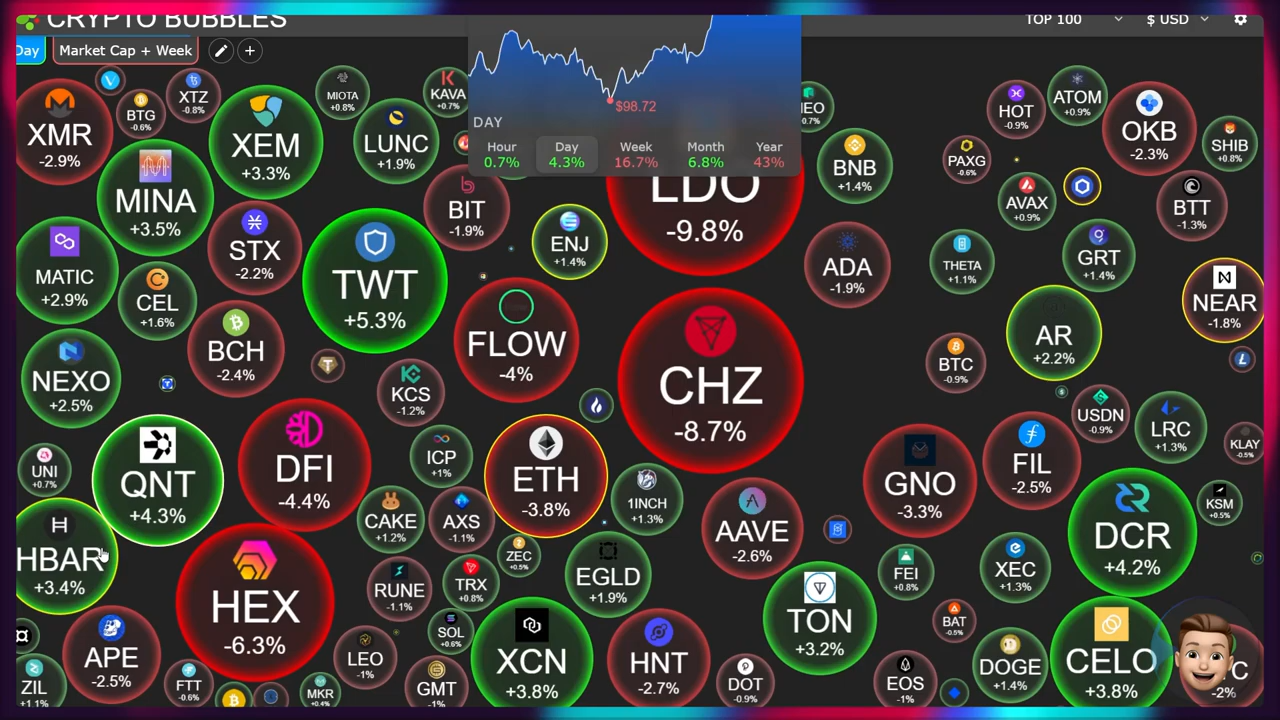 CRYPTO BUBBLES
TOP 100
$ USD
Day
Market Cap + Week
$98.72
DAY
Hour
0.7%
Day
4.3%
Week
16.7%
Month
6.8%
Year
43%
XMR
-2.9%
BTG
-0.6%
XTZ
-0.8%
XEM
+3.3%
MIOTA
+0.8%
LUNC
+1.9%
KAVA
+0.7%
LDO
-9.8%
BNB
+1.4%
HOT
-0.9%
ATOM
+0.9%
OKB
-2.3%
SHIB
+0.8%
PAXG
-0.6%
AVAX
+0.9%
BTT
-1.3%
MINA
+3.5%
STX
-2.2%
BIT
-1.9%
ENJ
+1.4%
ADA
-1.9%
THETA
+1.1%
GRT
+1.4%
NEAR
-1.8%
MATIC
+2.9%
CEL
+1.6%
TWT
+5.3%
FLOW
-4%
CHZ
-8.7%
AR
+2.2%
BTC
-0.9%
BCH
-2.4%
NEXO
+2.5%
KCS
-1.2%
USDN
-0.9%
LRC
+1.3%
KLAY
-0.5%
UNI
+0.7%
QNT
+4.3%
DFI
-4.4%
ICP
+1%
ETH
-3.8%
1INCH
+1.3%
GNO
-3.3%
FIL
-2.5%
KSM
+0.5%
CAKE
+1.2%
AXS
-1.1%
AAVE
-2.6%
DCR
+4.2%
HBAR
+3.4%
HEX
-6.3%
ZEC
+0.5%
EGLD
+1.9%
FEI
+0.8%
XEC
+1.3%
RUNE
-1.1%
TRX
+0.8%
TON
+3.2%
BAT
-0.5%
SOL
+0.6%
APE
-2.5%
LEO
-1%
XCN
+3.8%
HNT
-2.7%
DOGE
+1.4%
CELO
+3.8%
ZIL
+1.1%
FTT
-0.6%
MKR
+0.4%
GMT
-1%
DOT
-0.9%
EOS
-1%
-2%